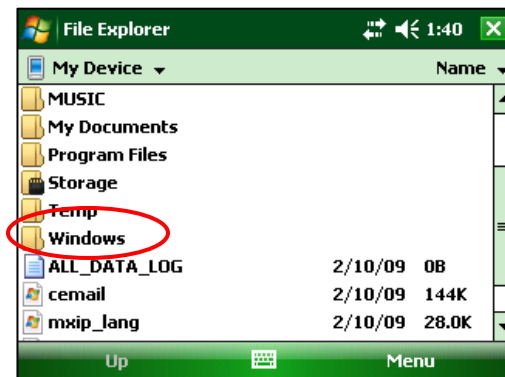 File Explorer 1:40
My Device Name
MUSIC
My Documents
Program Files
Storage
Temp
Windows
ALL_DATA_LOG 2/10/09 0B
cemail 2/10/09 144K
mxip_lang 2/10/09 28.0K
Up Menu